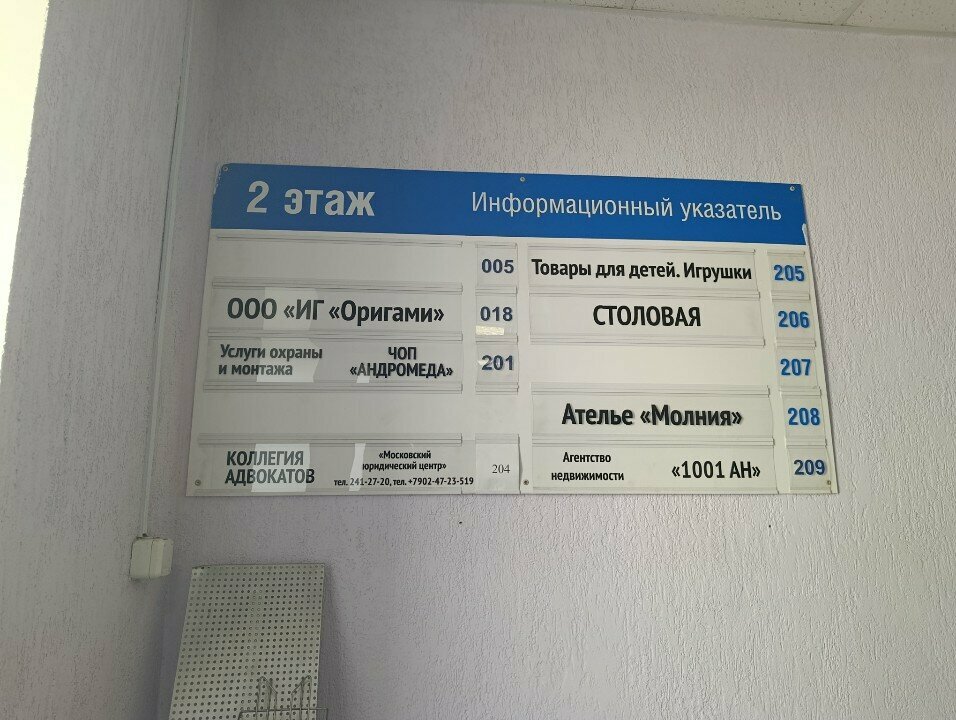 2 этаж
Информационный указатель
005
ООО «ИГ «Оригами» 018
Услуги охраны
и монтажа
ЧОП
«АНДРОМЕДА»
201
КОЛЛЕГИЯ
АДВОКАТОВ
«Московский
юридический центр»
тел. 241-27-20, тел. +7902-47-23-519
204
Товары для детей. Игрушки 205
СТОЛОВАЯ 206
207
Ателье «Молния» 208
Агентство
недвижимости
«1001 АН»
209